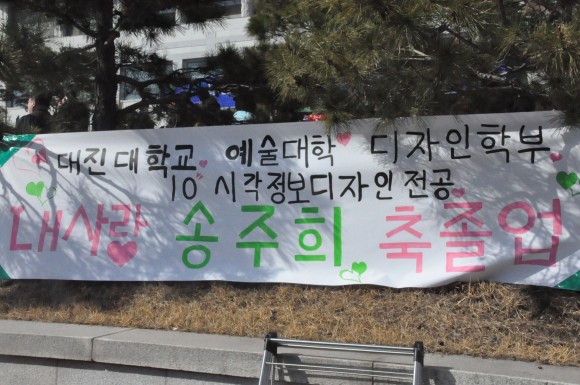 대진대학교 예술대학 디자인학부
10" 시각정보디자인전공
내사랑 송주희 축졸업